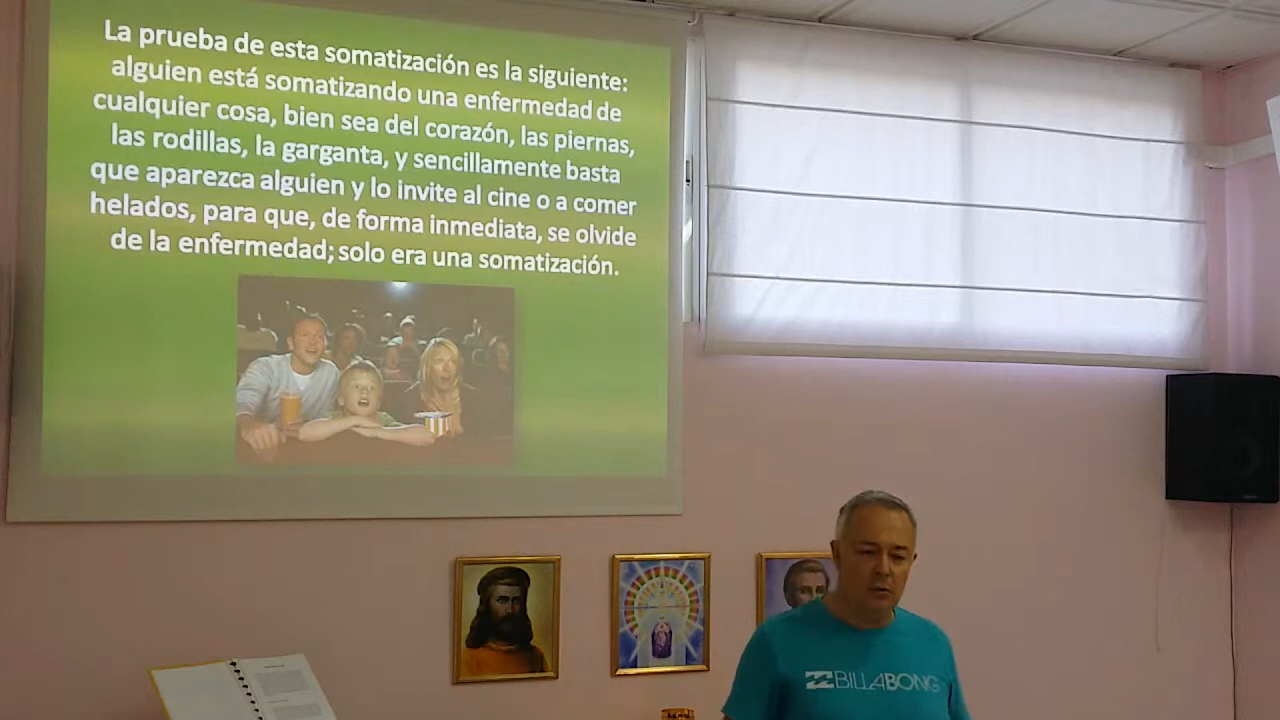 La prueba de esta somatización es la siguiente:
alguien está somatizando una enfermedad de
cualquier cosa, bien sea del corazón, las piernas,
las rodillas, la garganta, y sencillamente basta
que aparezca alguien y lo invite al cine o a comer
helados, para que, de forma inmediata, se olvide
de la enfermedad; solo era una somatización.
BILLABONG